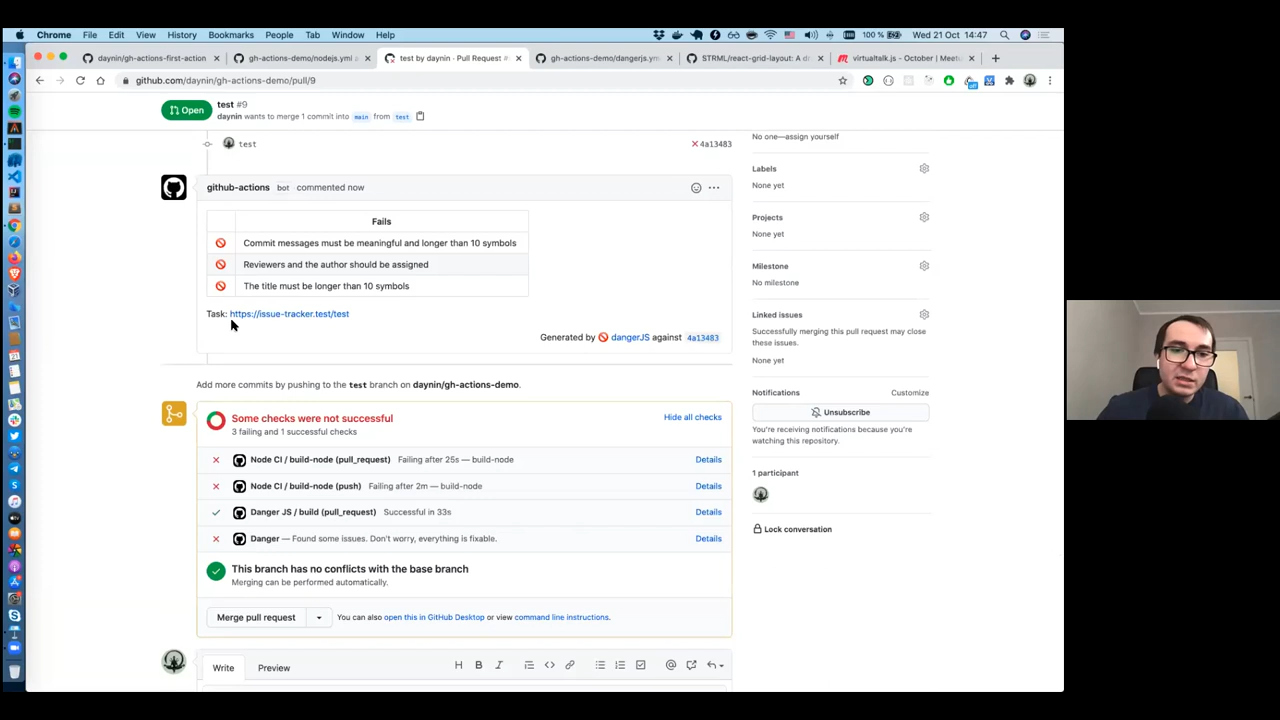 Chrome File Edit View History Bookmarks People Tab Window Help 100 % Wed 21 Oct 14:47
daynin/gh-actions-first-action
gh-actions-demo/nodejs.yml a
test by daynin · Pull Request #
gh-actions-demo/dangerjs.ym
STRML/react-grid-layout: A d
virtualtalk.js - October | Meet
github.com/daynin/gh-actions-demo/pull/9
Open
test #9
daynin wants to merge 1 commit into main from test
test
4a13483
github-actions bot commented now
Fails
Commit messages must be meaningful and longer than 10 symbols
Reviewers and the author should be assigned
The title must be longer than 10 symbols
Task: https://issue-tracker.test/test
Generated by dangerJS against 4a13483
Add more commits by pushing to the test branch on daynin/gh-actions-demo.
Some checks were not successful
3 failing and 1 successful checks
Hide all checks
Node CI / build-node (pull_request) Failing after 25s — build-node Details
Node CI / build-node (push) Failing after 2m — build-node Details
Danger JS / build (pull_request) Successful in 33s Details
Danger — Found some issues. Don't worry, everything is fixable. Details
This branch has no conflicts with the base branch
Merging can be performed automatically.
Merge pull request
You can also open this in GitHub Desktop or view command line instructions.
Write Preview
No one—assign yourself
Labels
None yet
Projects
None yet
Milestone
No milestone
Linked issues
Successfully merging this pull request may close
these issues.
None yet
Notifications Customize
Unsubscribe
You're receiving notifications because you're
watching this repository.
1 participant
Lock conversation